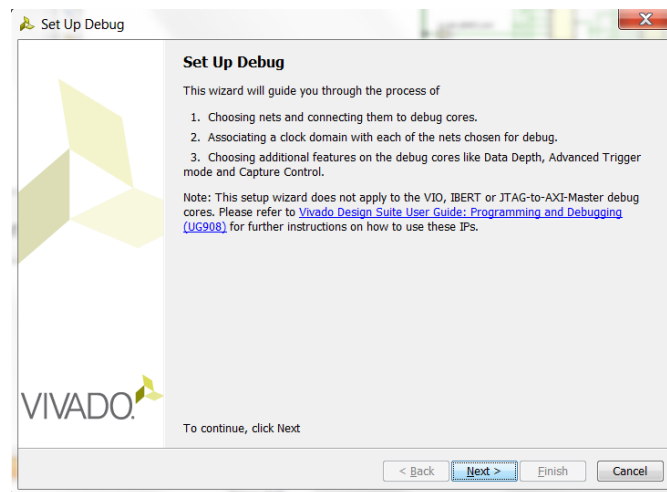 Set Up Debug
Set Up Debug
This wizard will guide you through the process of
1. Choosing nets and connecting them to debug cores.
2. Associating a clock domain with each of the nets chosen for debug.
3. Choosing additional features on the debug cores like Data Depth, Advanced Trigger
mode and Capture Control.
Note: This setup wizard does not apply to the VIO, IBERT or JTAG-to-AXI-Master debug
cores. Please refer to Vivado Design Suite User Guide: Programming and Debugging
(UG908) for further instructions on how to use these IPs.
VIVADO.
To continue, click Next
< Back Next > Finish Cancel